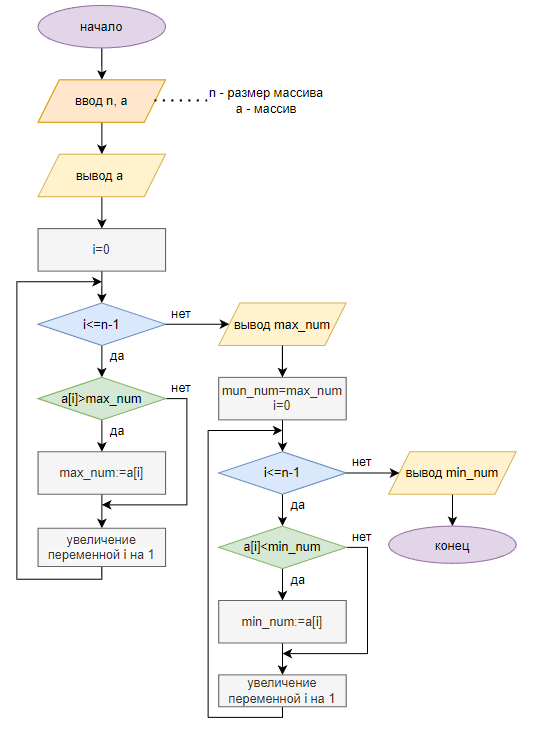 начало
ввод n, a
n - размер массива
a - массив
вывод a
i=0
i<=n-1
нет
да
a[i]>max_num
нет
да
max_num:=a[i]
увеличение
переменной i на 1
вывод max_num
mun_num=max_num
i=0
i<=n-1
нет
да
a[i]<min_num
нет
да
min_num:=a[i]
увеличение
переменной i на 1
вывод min_num
конец